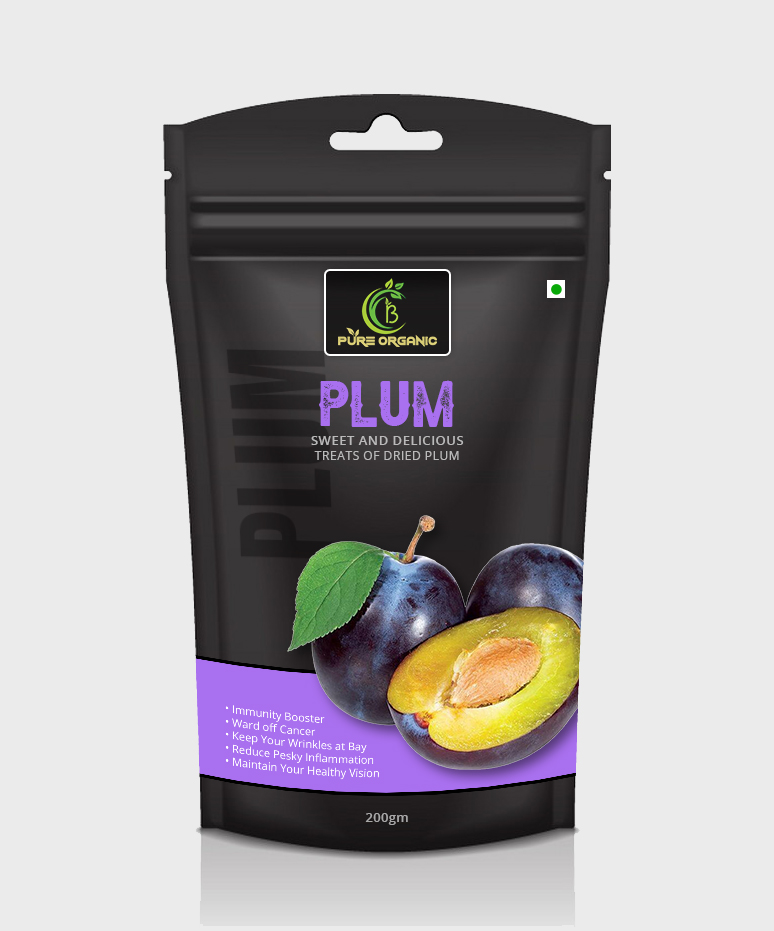 B
PURE ORGANIC
PLUM
PLUM
SWEET AND DELICIOUS
TREATS OF DRIED PLUM
• Immunity Booster
• Ward off Cancer
• Keep Your Wrinkles at Bay
• Reduce Pesky Inflammation
• Maintain Your Healthy Vision
200gm